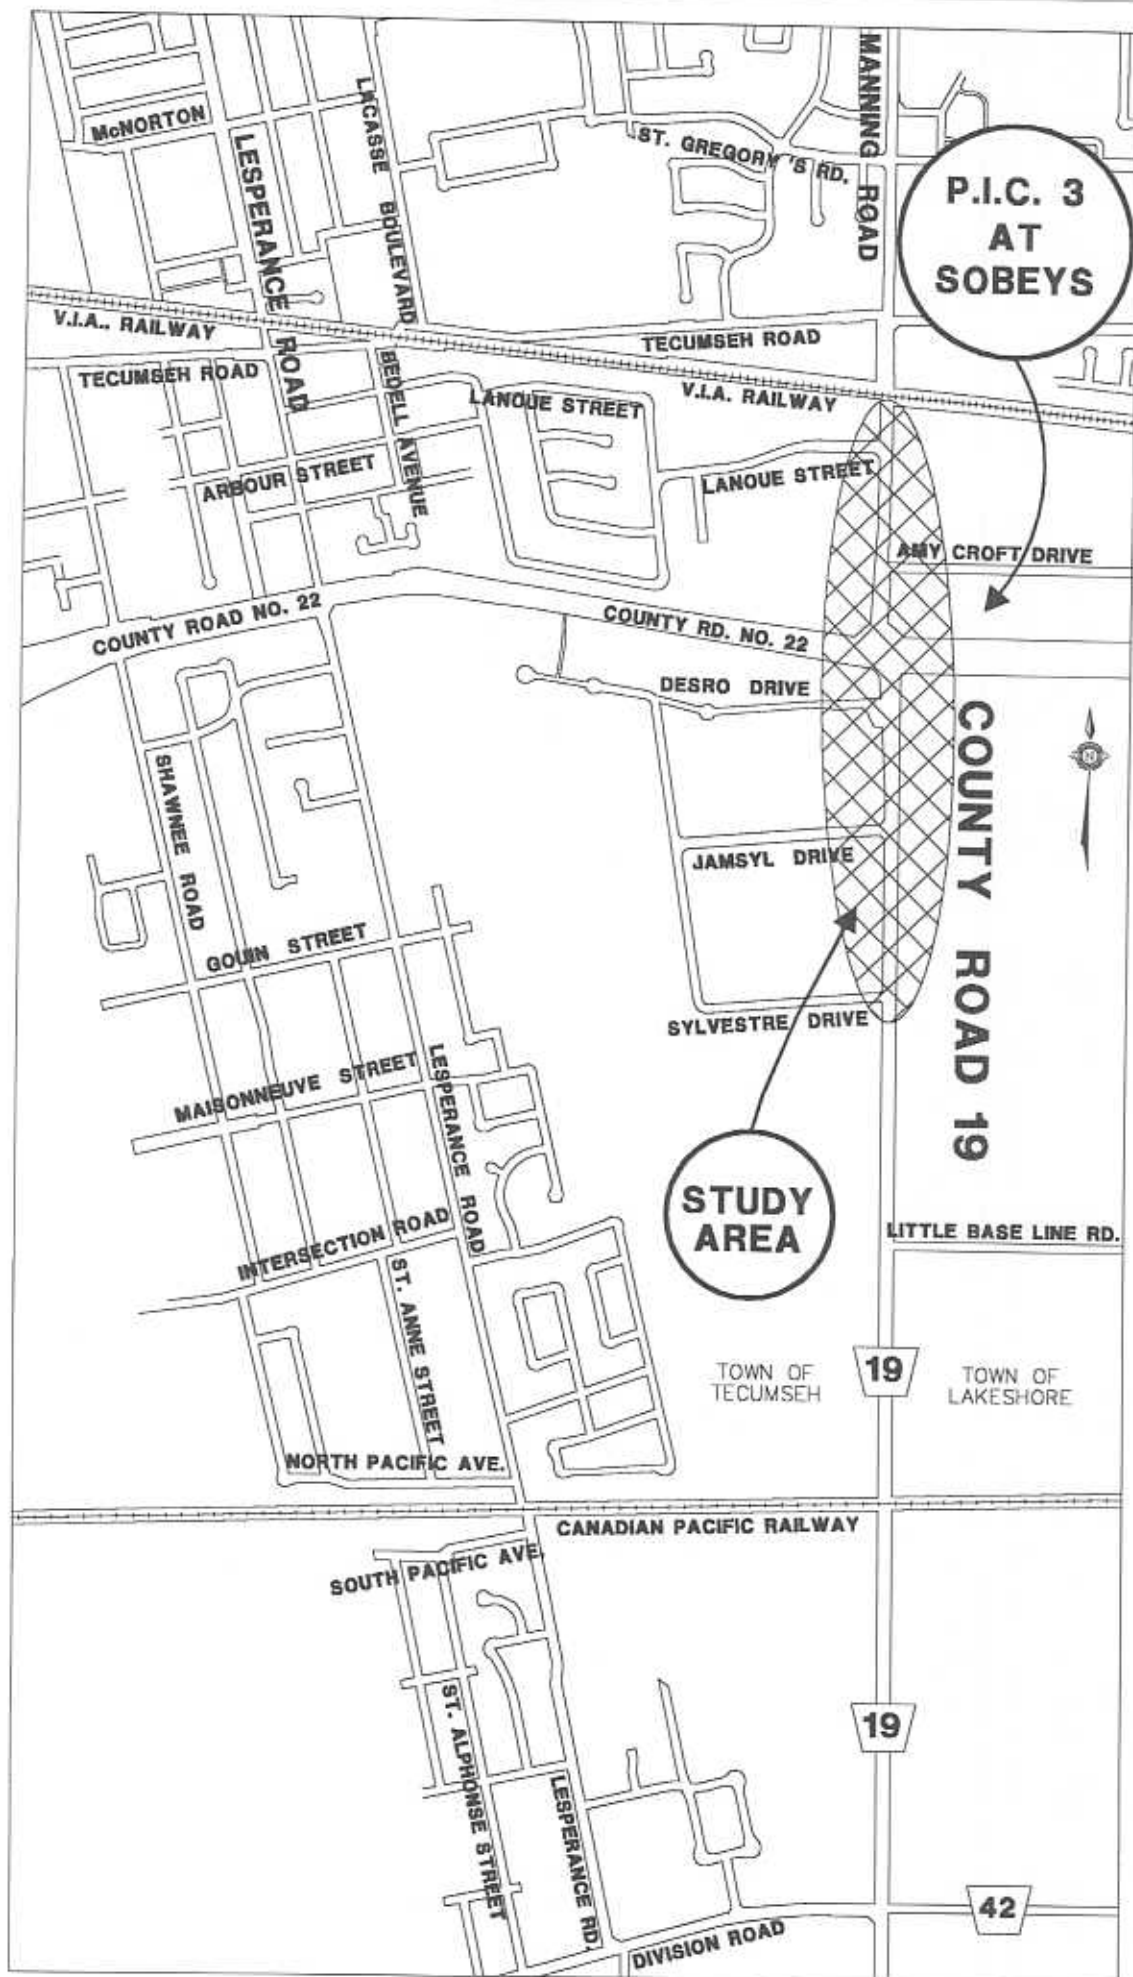 McNORTON
LACASSE BOULEVARD
LESPERANCE ROAD
ST. GREGORY'S RD.
MANNING ROAD
P.I.C. 3
AT
SOBEYS
V.I.A.. RAILWAY
TECUMSEH ROAD
TECUMSEH ROAD
BEDELL AVENUE
LANOUE STREET
V.I.A. RAILWAY
ARBOUR STREET
LANOUE STREET
AMY CROFT DRIVE
COUNTY ROAD NO. 22
COUNTY RD. NO. 22
DESRO DRIVE
COUNTY ROAD 19
N
SHAWNEE ROAD
JAMSYL DRIVE
GOUIN STREET
SYLVESTRE DRIVE
MAISONNEUVE STREET
LESPERANCE ROAD
STUDY
AREA
INTERSECTION ROAD
LITTLE BASE LINE RD.
ST. ANNE STREET
TOWN OF
TECUMSEH
19
TOWN OF
LAKESHORE
NORTH PACIFIC AVE.
CANADIAN PACIFIC RAILWAY
SOUTH PACIFIC AVE.
ST. ALPHONSE STREET
19
LESPERANCE RD.
42
DIVISION ROAD